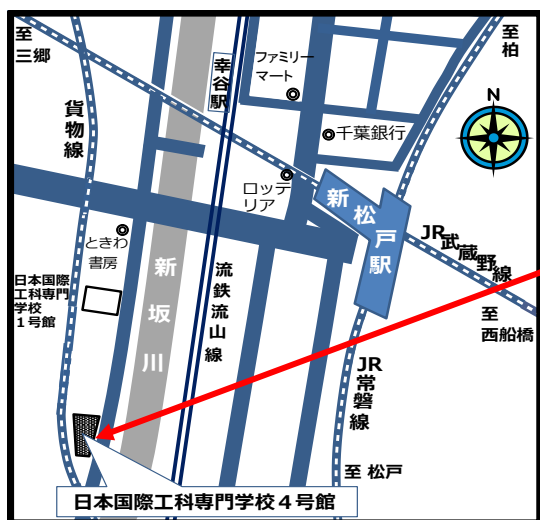 至
三郷
貨物線
幸谷駅
ファミリー
マート
千葉銀行
至
柏
N
ロッテ
リア
新松戸駅
JR武蔵野線
至
西船橋
ときわ
書房
日本国際
工科専門
学校
１号館
新坂川
流鉄流山線
JR常磐線
至 松戸
日本国際工科専門学校４号館